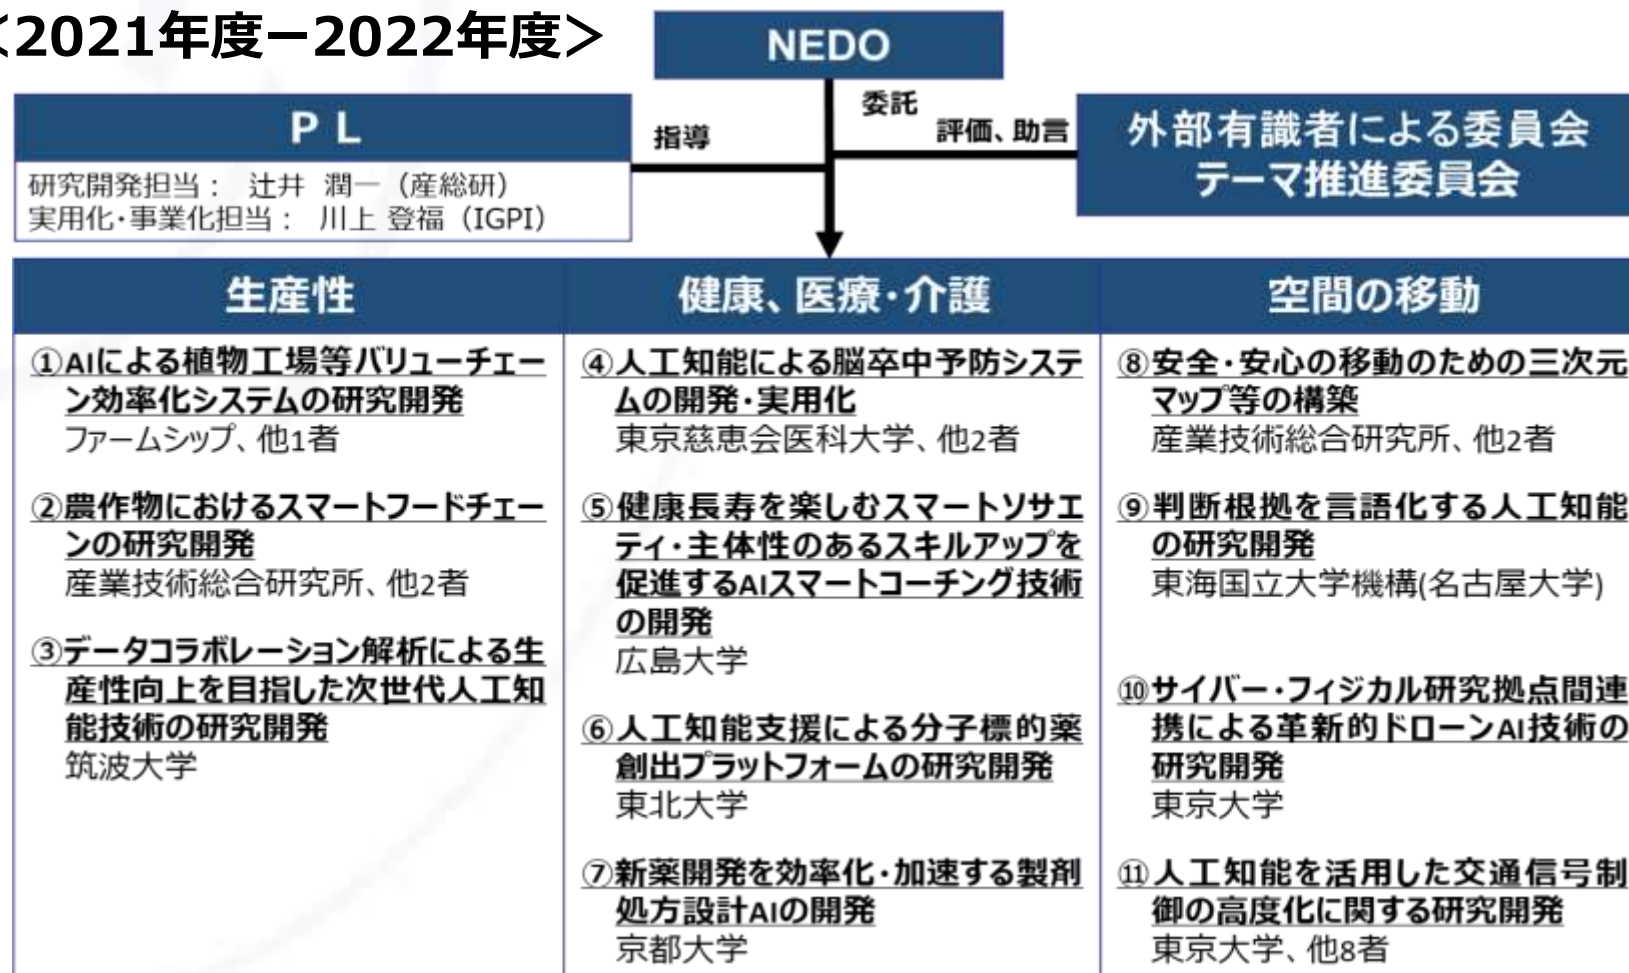 <2021年度ー2022年度>
NEDO
PL
研究開発担当： 辻井 潤一（産総研）
実用化・事業化担当： 川上 登福（IGPI）
指導
委託
評価、助言
外部有識者による委員会
テーマ推進委員会
生産性
①AIによる植物工場等バリューチェー
ン効率化システムの研究開発
ファームシップ、他1者
②農作物におけるスマートフードチェー
ンの研究開発
産業技術総合研究所、他2者
③データコラボレーション解析による生
産性向上を目指した次世代人工知
能技術の研究開発
筑波大学
健康、医療・介護
④人工知能による脳卒中予防システ
ムの開発・実用化
東京慈恵会医科大学、他2者
⑤健康長寿を楽しむスマートソサエ
ティ・主体性のあるスキルアップを
促進するAIスマートコーチング技術
の開発
広島大学
⑥人工知能支援による分子標的薬
創出プラットフォームの研究開発
東北大学
⑦新薬開発を効率化・加速する製剤
処方設計AIの開発
京都大学
空間の移動
⑧安全・安心の移動のための三次元
マップ等の構築
産業技術総合研究所、他2者
⑨判断根拠を言語化する人工知能
の研究開発
東海国立大学機構(名古屋大学)
⑩サイバー・フィジカル研究拠点間連
携による革新的ドローンAI技術の
研究開発
東京大学
⑪人工知能を活用した交通信号制
御の高度化に関する研究開発
東京大学、他8者